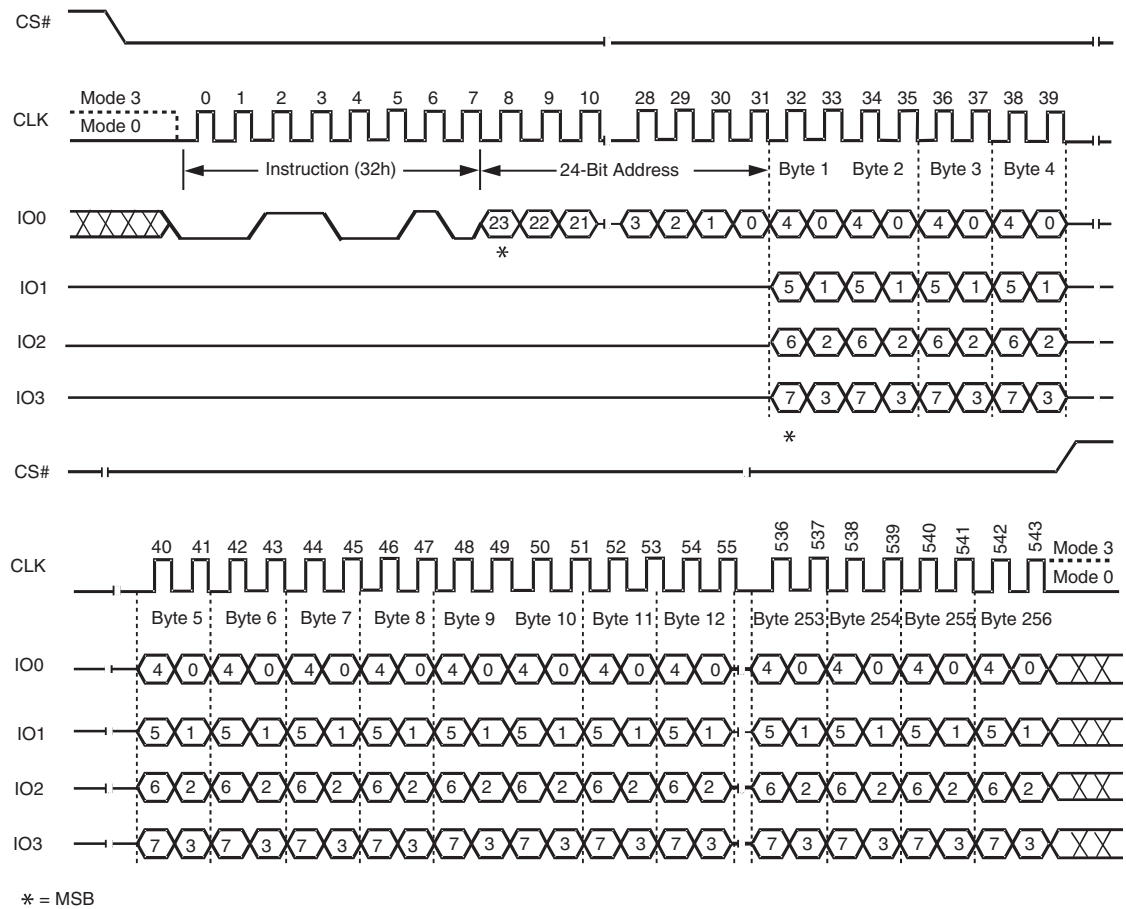 CS#
Mode 3
0 1 2 3 4 5 6 7 8 9 10 28 29 30 31 32 33 34 35 36 37 38 39
CLK
Mode 0
Instruction (32h) 24-Bit Address Byte 1 Byte 2 Byte 3 Byte 4
IO0 23 22 21 3 2 1 0 4 0 4 0 4 0 4 0
*
IO1 5 1 5 1 5 1 5 1
IO2 6 2 6 2 6 2 6 2
IO3 7 3 7 3 7 3 7 3
*
CS#
40 41 42 43 44 45 46 47 48 49 50 51 52 53 54 55 536 537 538 539 540 541 542 543
Mode 3
CLK
Mode 0
Byte 5 Byte 6 Byte 7 Byte 8 Byte 9 Byte 10 Byte 11 Byte 12 Byte 253 Byte 254 Byte 255 Byte 256
IO0 4 0 4 0 4 0 4 0 4 0 4 0 4 0 4 0 4 0 4 0 4 0 4 0
IO1 5 1 5 1 5 1 5 1 5 1 5 1 5 1 5 1 5 1 5 1 5 1 5 1
IO2 6 2 6 2 6 2 6 2 6 2 6 2 6 2 6 2 6 2 6 2 6 2 6 2
IO3 7 3 7 3 7 3 7 3 7 3 7 3 7 3 7 3 7 3 7 3 7 3 7 3
* = MSB